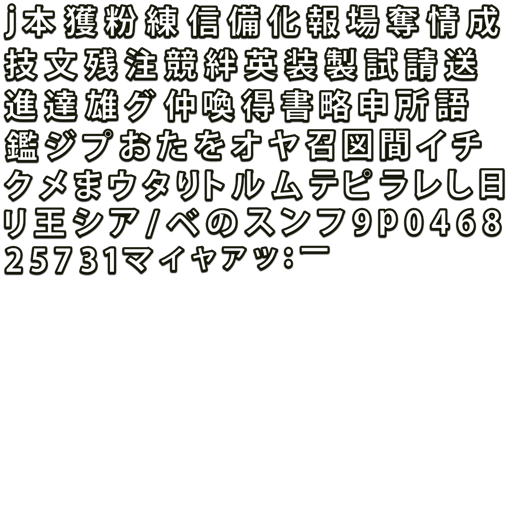 j本獲粉練信備化報場奪情成
技文残注競絆英装製試請送
進達雄グ仲喚得書略申所語
鑑ジプおたをオヤ召図間イチ
クメまウタりトルムテピラレし日
リ王シア/べのスンフ9P0468
25731マィャァッ:ー